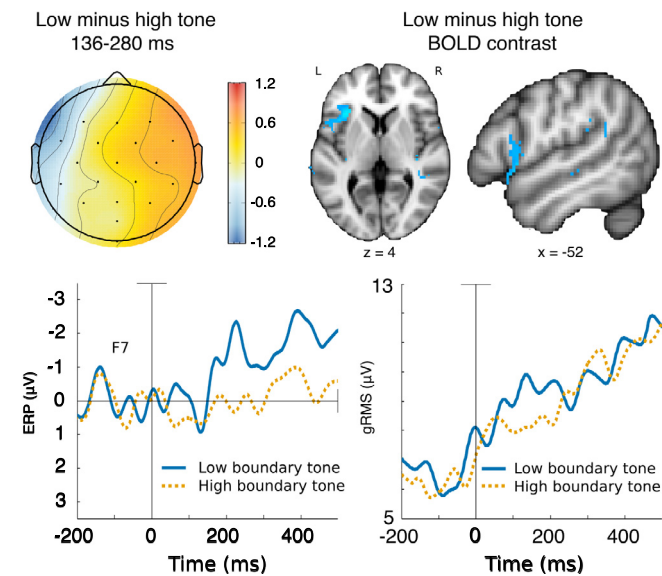 Low minus high tone
136-280 ms
Low minus high tone
BOLD contrast
1.2
0.6
0
-0.6
-1.2
L
R
z = 4
x = -52
-3
-2
-1
0
1
2
3
ERP (μV)
F7
Low boundary tone
High boundary tone
-200
0
200
400
Time (ms)
13
5
gRMS (μV)
Low boundary tone
High boundary tone
-200
0
200
400
Time (ms)